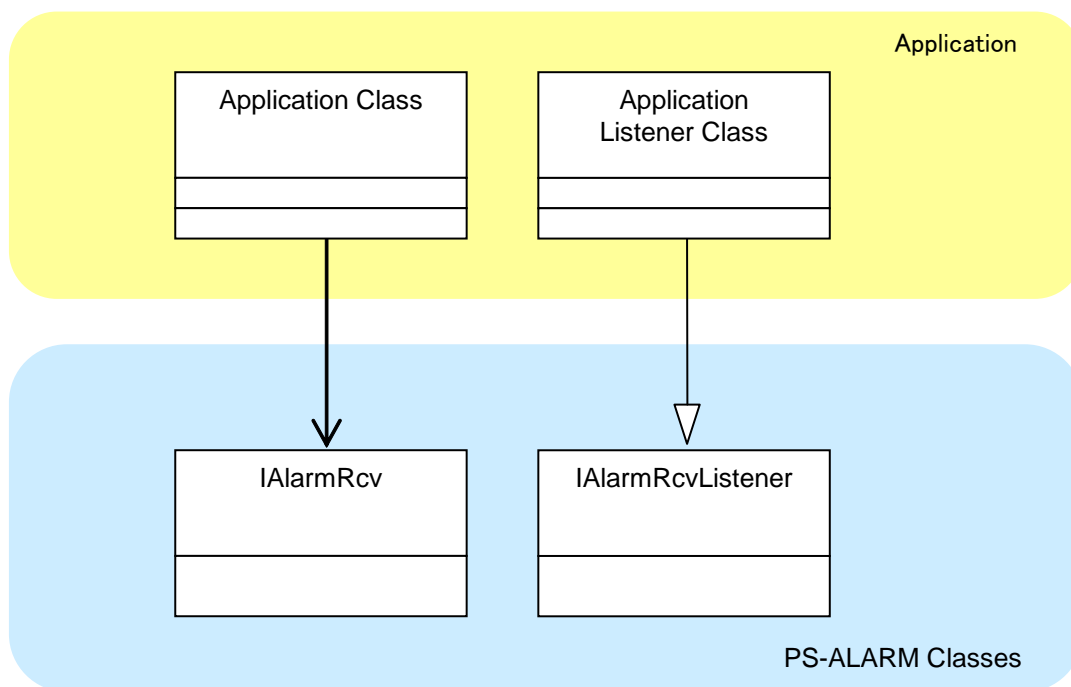 Application
Application Class
Application
Listener Class
IAlarmRcv
IAlarmRcvListener
PS-ALARM Classes